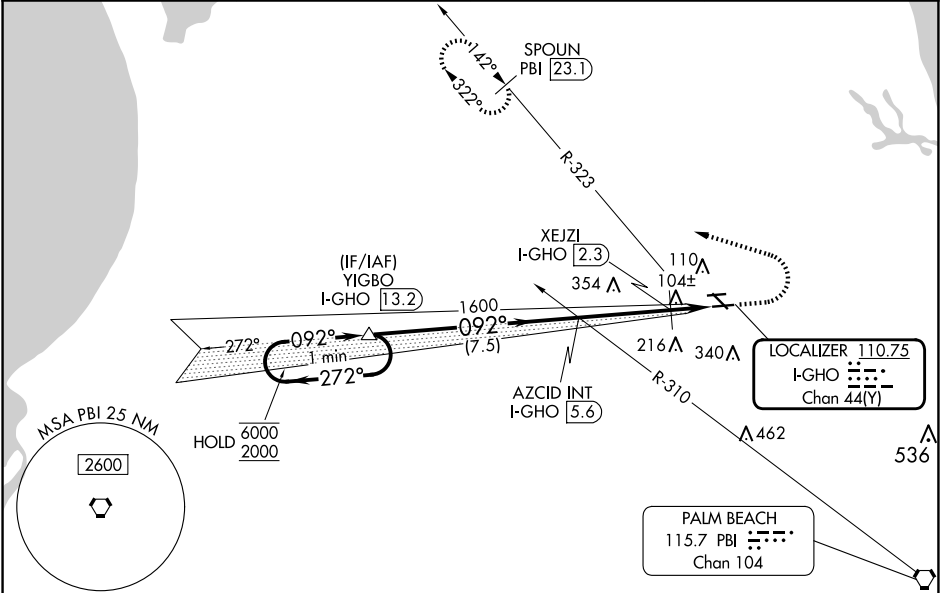 SPOUN
PBI 23.1
142°
322°
R-323
XEJZI
I-GHO 2.3
110
104±
354
(IF/IAF)
YIGBO
I-GHO 13.2
1600
272°
092°
092°
1 min
(7.5)
272°
216
340
LOCALIZER 110.75
I-GHO
Chan 44(Y)
AZCID INT
I-GHO 5.6
R-310
HOLD 6000
2000
MSA PBI 25 NM
2600
462
536
PALM BEACH
115.7 PBI
Chan 104